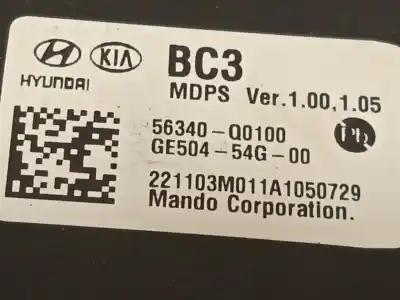 KIA
BC3
HYUNDAI
MDPS Ver.1.00,1.05
56340-Q0100
GE504-54G-00
221103M011A1050729
Mando Corporation.